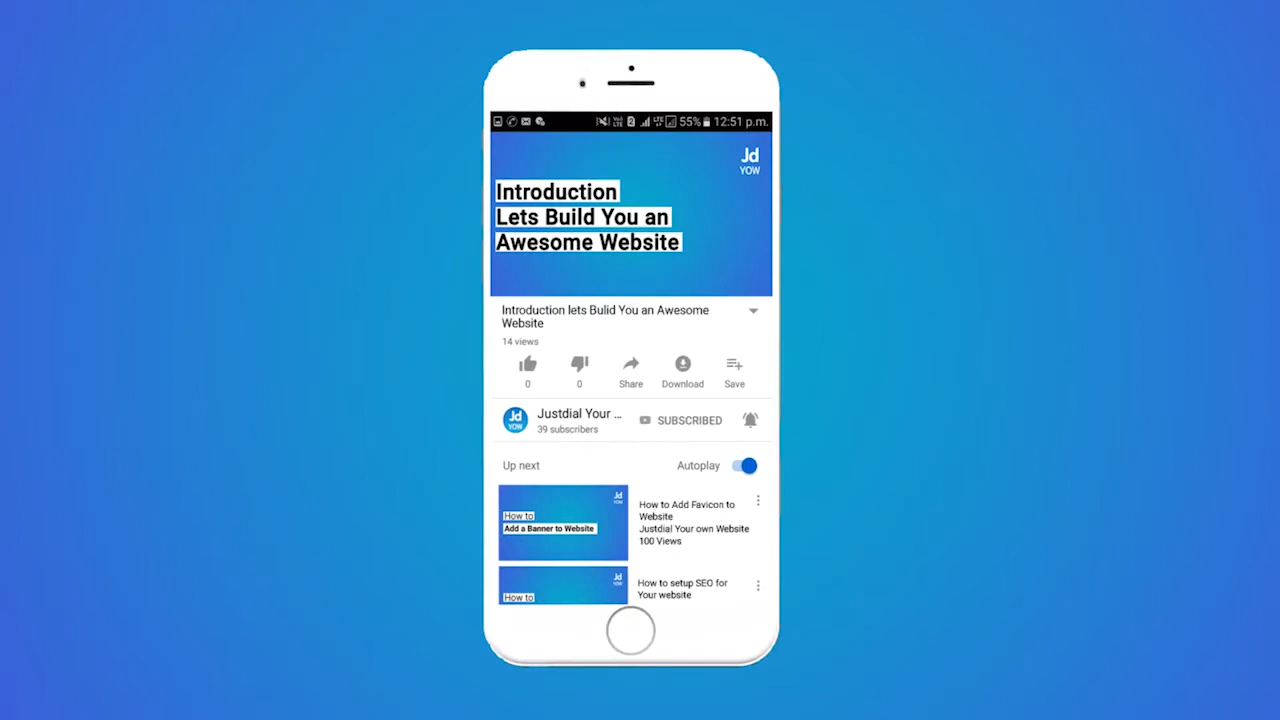 55% 12:51 p.m.
Jd
YOW
Introduction
Lets Build You an
Awesome Website
Introduction lets Bulid You an Awesome
Website
14 views
0 0 Share Download Save
Jd
YOW
Justdial Your ...
39 subscribers
SUBSCRIBED
Up next Autoplay
Jd
YOW
How to
Add a Banner to Website
How to Add Favicon to
Website
Justdial Your own Website
100 Views
Jd
YOW
How to
How to setup SEO for
Your website